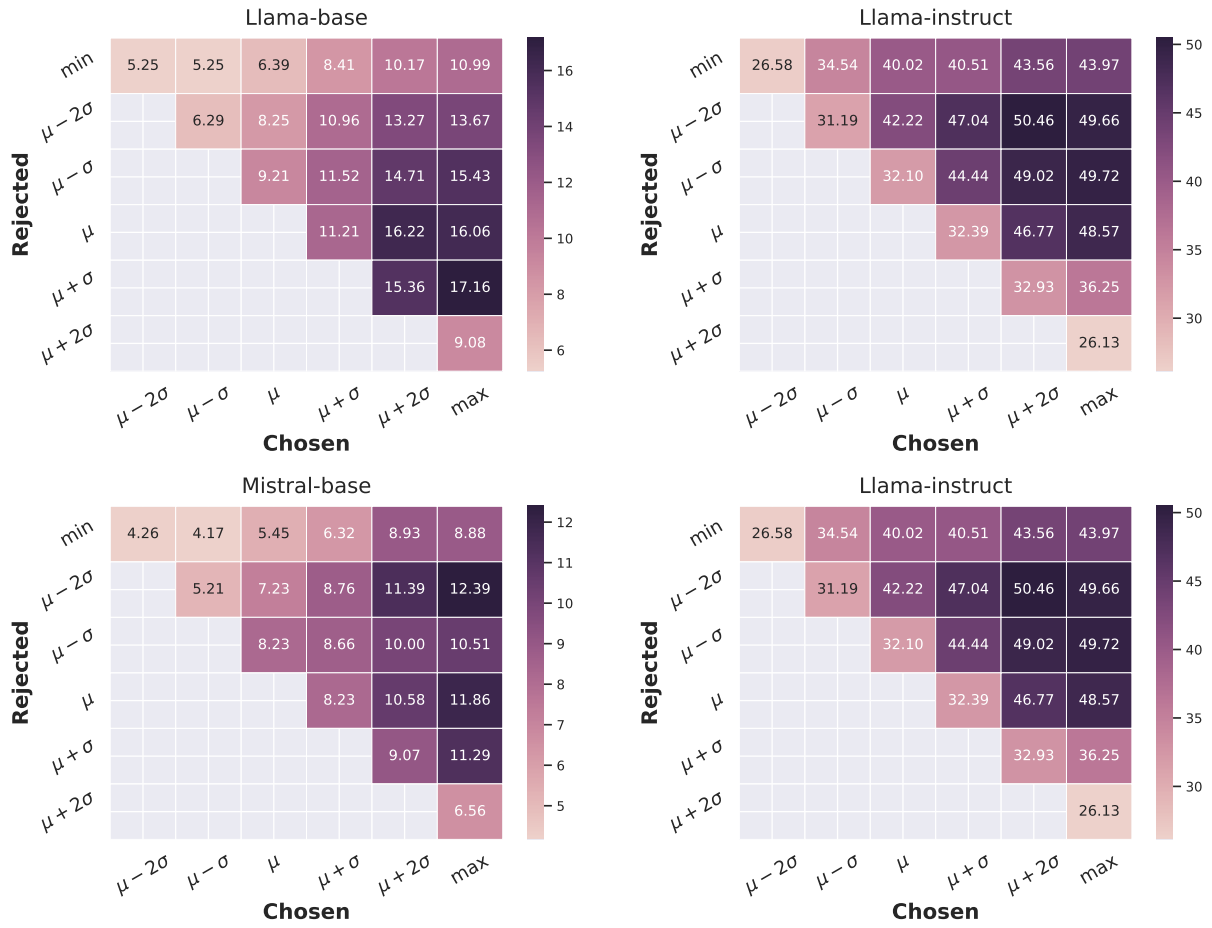 Llama-base
min 5.25 5.25 6.39 8.41 10.17 10.99
μ − 2σ 6.29 8.25 10.96 13.27 13.67
μ − σ 9.21 11.52 14.71 15.43
μ 11.21 16.22 16.06
μ + σ 15.36 17.16
μ + 2σ 9.08
μ − 2σ μ − σ μ μ + σ μ + 2σ max
Rejected
Chosen
16
14
12
10
8
6
Llama-instruct
min 26.58 34.54 40.02 40.51 43.56 43.97
μ − 2σ 31.19 42.22 47.04 50.46 49.66
μ − σ 32.10 44.44 49.02 49.72
μ 32.39 46.77 48.57
μ + σ 32.93 36.25
μ + 2σ 26.13
μ − 2σ μ − σ μ μ + σ μ + 2σ max
Rejected
Chosen
50
45
40
35
30
Mistral-base
min 4.26 4.17 5.45 6.32 8.93 8.88
μ − 2σ 5.21 7.23 8.76 11.39 12.39
μ − σ 8.23 8.66 10.00 10.51
μ 8.23 10.58 11.86
μ + σ 9.07 11.29
μ + 2σ 6.56
μ − 2σ μ − σ μ μ + σ μ + 2σ max
Rejected
Chosen
12
11
10
9
8
7
6
5
Llama-instruct
min 26.58 34.54 40.02 40.51 43.56 43.97
μ − 2σ 31.19 42.22 47.04 50.46 49.66
μ − σ 32.10 44.44 49.02 49.72
μ 32.39 46.77 48.57
μ + σ 32.93 36.25
μ + 2σ 26.13
μ − 2σ μ − σ μ μ + σ μ + 2σ max
Rejected
Chosen
50
45
40
35
30